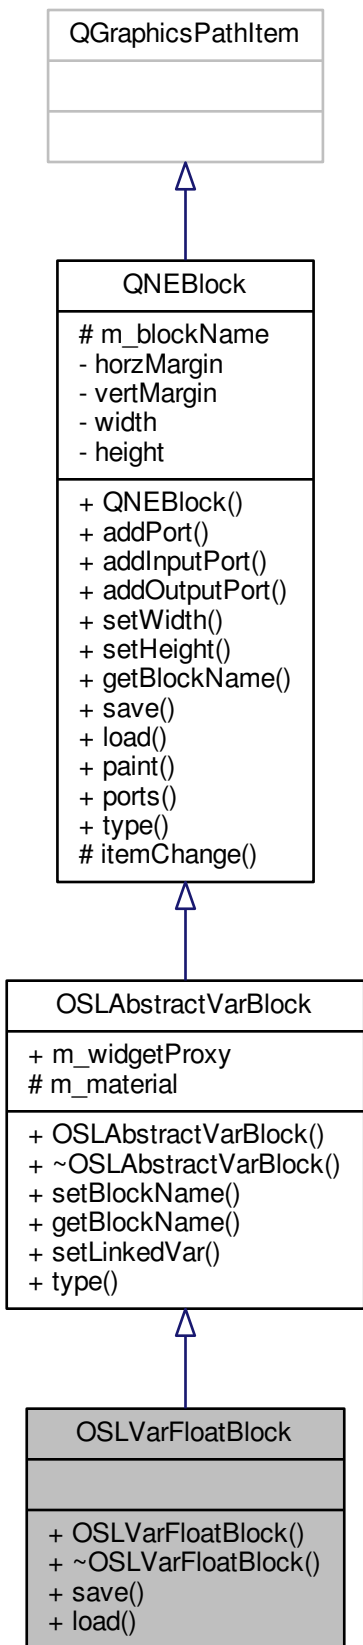 QGraphicsPathItem
QNEBlock
# m_blockName
- horzMargin
- vertMargin
- width
- height
+ QNEBlock()
+ addPort()
+ addInputPort()
+ addOutputPort()
+ setWidth()
+ setHeight()
+ getBlockName()
+ save()
+ load()
+ paint()
+ ports()
+ type()
# itemChange()
OSLAbstractVarBlock
+ m_widgetProxy
# m_material
+ OSLAbstractVarBlock()
+ ~OSLAbstractVarBlock()
+ setBlockName()
+ getBlockName()
+ setLinkedVar()
+ type()
OSLVarFloatBlock
+ OSLVarFloatBlock()
+ ~OSLVarFloatBlock()
+ save()
+ load()